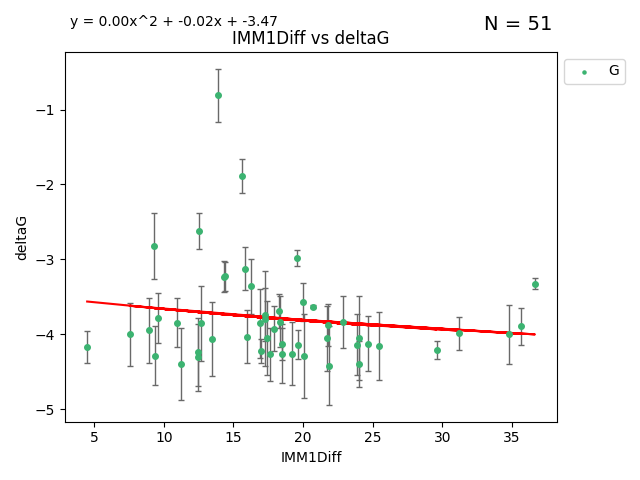 y = 0.00x^2 + -0.02x + -3.47
N = 51
IMM1Diff vs deltaG
G
−1
−2
−3
−4
−5
deltaG
5 10 15 20 25 30 35
IMM1Diff